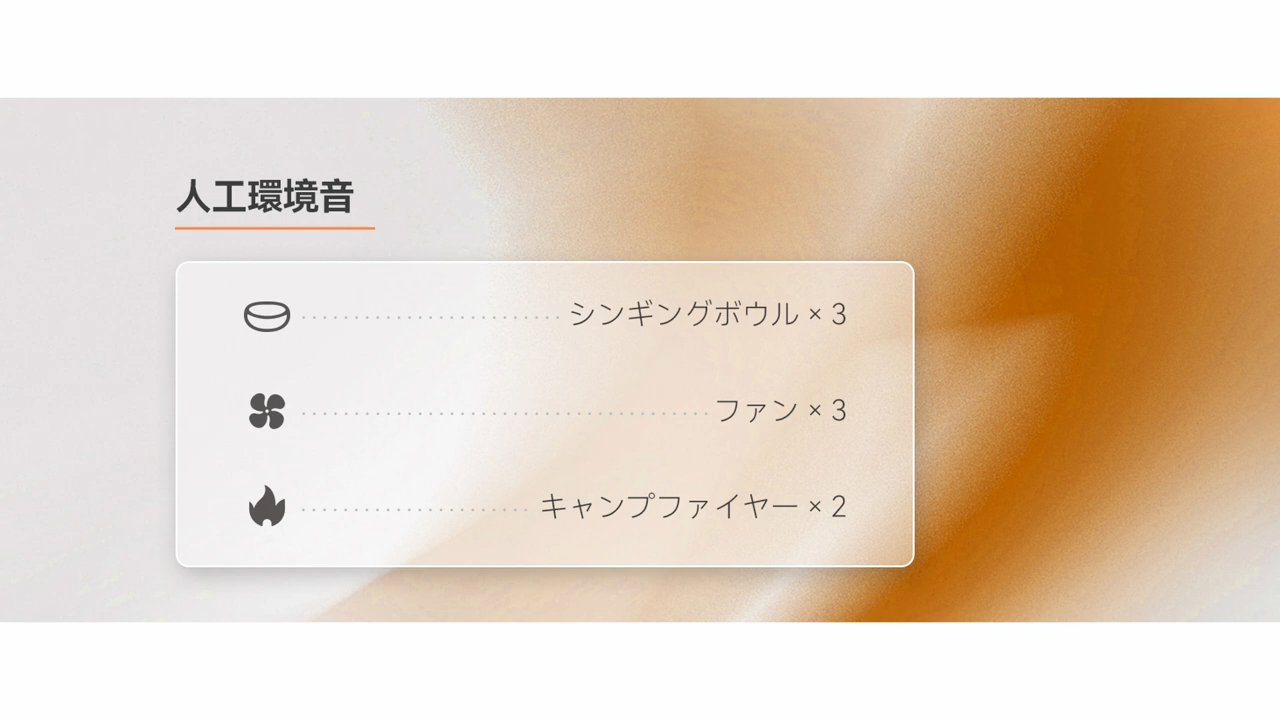 人工環境音
シンギングボウル × 3
ファン × 3
キャンプファイヤー × 2